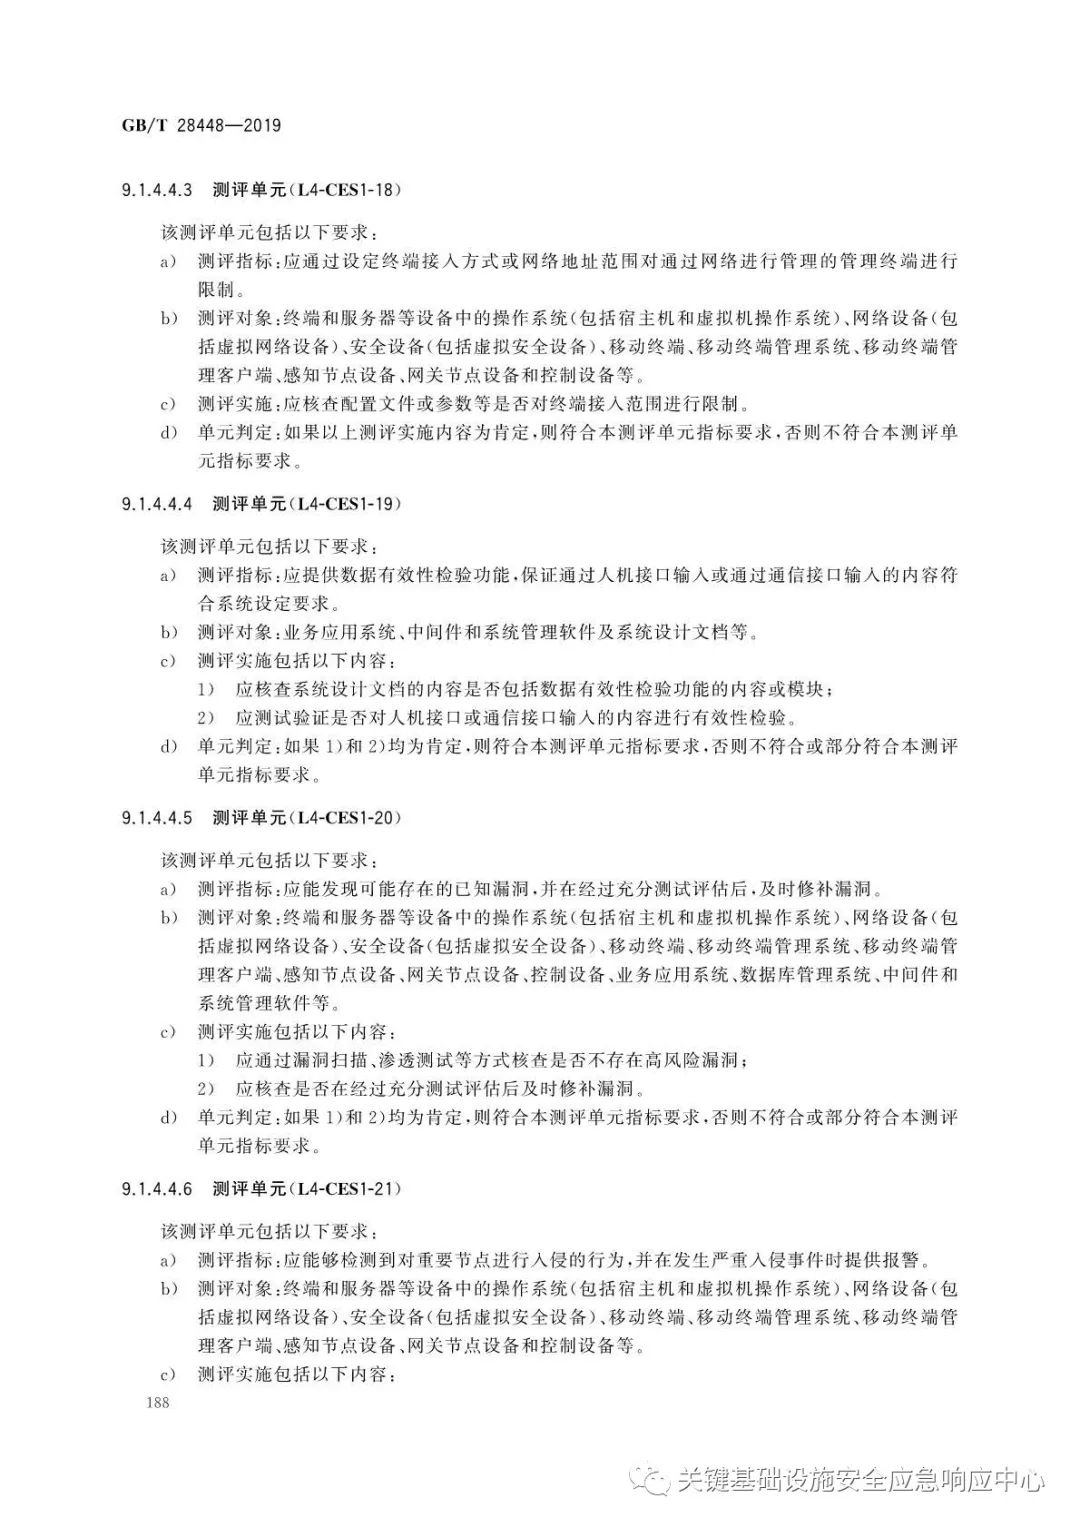 GB/T 28448—2019
9.1.4.4.3 测评单元(L4-CES1-18)
该测评单元包括以下要求:
a) 测评指标:应通过设定终端接入方式或网络地址范围对通过网络进行管理的管理终端进行
限制。
b) 测评对象:终端和服务器等设备中的操作系统(包括宿主机和虚拟机操作系统)、网络设备(包
括虚拟网络设备)、安全设备(包括虚拟安全设备)、移动终端、移动终端管理系统、移动终端管
理客户端、感知节点设备、网关节点设备和控制设备等。
c) 测评实施:应核查配置文件或参数等是否对终端接入范围进行限制。
d) 单元判定:如果以上测评实施内容为肯定,则符合本测评单元指标要求,否则不符合本测评单
元指标要求。
9.1.4.4.4 测评单元(L4-CES1-19)
该测评单元包括以下要求:
a) 测评指标:应提供数据有效性检验功能,保证通过人机接口输入或通过通信接口输入的内容符
合系统设定要求。
b) 测评对象:业务应用系统、中间件和系统管理软件及系统设计文档等。
c) 测评实施包括以下内容:
1) 应核查系统设计文档的内容是否包括数据有效性检验功能的内容或模块;
2) 应测试验证是否对人机接口或通信接口输入的内容进行有效性检验。
d) 单元判定:如果 1)和 2)均为肯定,则符合本测评单元指标要求,否则不符合或部分符合本测评
单元指标要求。
9.1.4.4.5 测评单元(L4-CES1-20)
该测评单元包括以下要求:
a) 测评指标:应能发现可能存在的已知漏洞,并在经过充分测试评估后,及时修补漏洞。
b) 测评对象:终端和服务器等设备中的操作系统(包括宿主机和虚拟机操作系统)、网络设备(包
括虚拟网络设备)、安全设备(包括虚拟安全设备)、移动终端、移动终端管理系统、移动终端管
理客户端、感知节点设备、网关节点设备、控制设备、业务应用系统、数据库管理系统、中间件和
系统管理软件等。
c) 测评实施包括以下内容:
1) 应通过漏洞扫描、渗透测试等方式核查是否不存在高风险漏洞;
2) 应核查是否在经过充分测试评估后及时修补漏洞。
d) 单元判定:如果 1)和 2)均为肯定,则符合本测评单元指标要求,否则不符合或部分符合本测评
单元指标要求。
9.1.4.4.6 测评单元(L4-CES1-21)
该测评单元包括以下要求:
a) 测评指标:应能够检测到对重要节点进行入侵的行为,并在发生严重入侵事件时提供报警。
b) 测评对象:终端和服务器等设备中的操作系统(包括宿主机和虚拟机操作系统)、网络设备(包
括虚拟网络设备)、安全设备(包括虚拟安全设备)、移动终端、移动终端管理系统、移动终端管
理客户端、感知节点设备、网关节点设备和控制设备等。
c) 测评实施包括以下内容:
188
关键基础设施安全应急响应中心